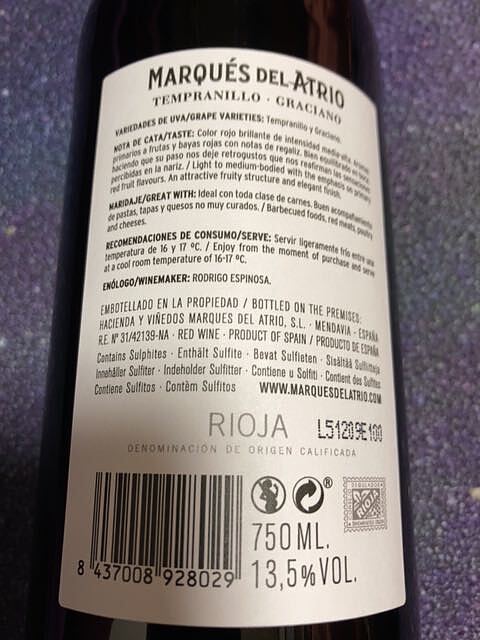 MARQUÉS DEL ATRIO
TEMPRANILLO · GRACIANO
VARIEDADES DE UVA/GRAPE VARIETIES: Tempranillo y Graciano.
NOTA DE CATA/TASTE: Color rojo brillante de intensidad media-alta. Aromas
primarios a frutas y bayas rojas con notas de regaliz. Bien equilibrado en boca
haciendo que su paso nos deje retrogustos que nos reafirman las sensaciones
percibidas en la nariz. / Light to medium-bodied with the emphasis on primary
red fruit flavours. An attractive fruity structure and elegant finish.
MARIDAJE/GREAT WITH: Ideal con toda clase de carnes. Buen acompañamiento
de pastas, tapas y quesos no muy curados. / Barbecued foods, red meats, poultry
and cheeses.
RECOMENDACIONES DE CONSUMO/SERVE: Servir ligeramente frío entre una
temperatura de 16 y 17 ºC. / Enjoy from the moment of purchase and serve
at a cool room temperature of 16-17 ºC.
ENÓLOGO/WINEMAKER: RODRIGO ESPINOSA.
EMBOTELLADO EN LA PROPIEDAD / BOTTLED ON THE PREMISES:
HACIENDA Y VIÑEDOS MARQUES DEL ATRIO, S.L. · MENDAVIA · ESPAÑA
R.E. Nº 31/42139-NA · RED WINE · PRODUCT OF SPAIN / PRODUCTO DE ESPAÑA
Contains Sulphites · Enthält Sulfite · Bevat Sulfieten · Sisältää Sulfiitteja
Innehåller Sulfiter · Indeholder Sulfitter · Contiene u Solfiti · Contient des Sulfites
Contiene Sulfitos · Contèm Sulfitos WWW.MARQUESDELATRIO.COM
RIOJA L51209E100
DENOMINACIÓN DE ORIGEN CALIFICADA
®
750 ML.
8 437008 928029 13,5% VOL.